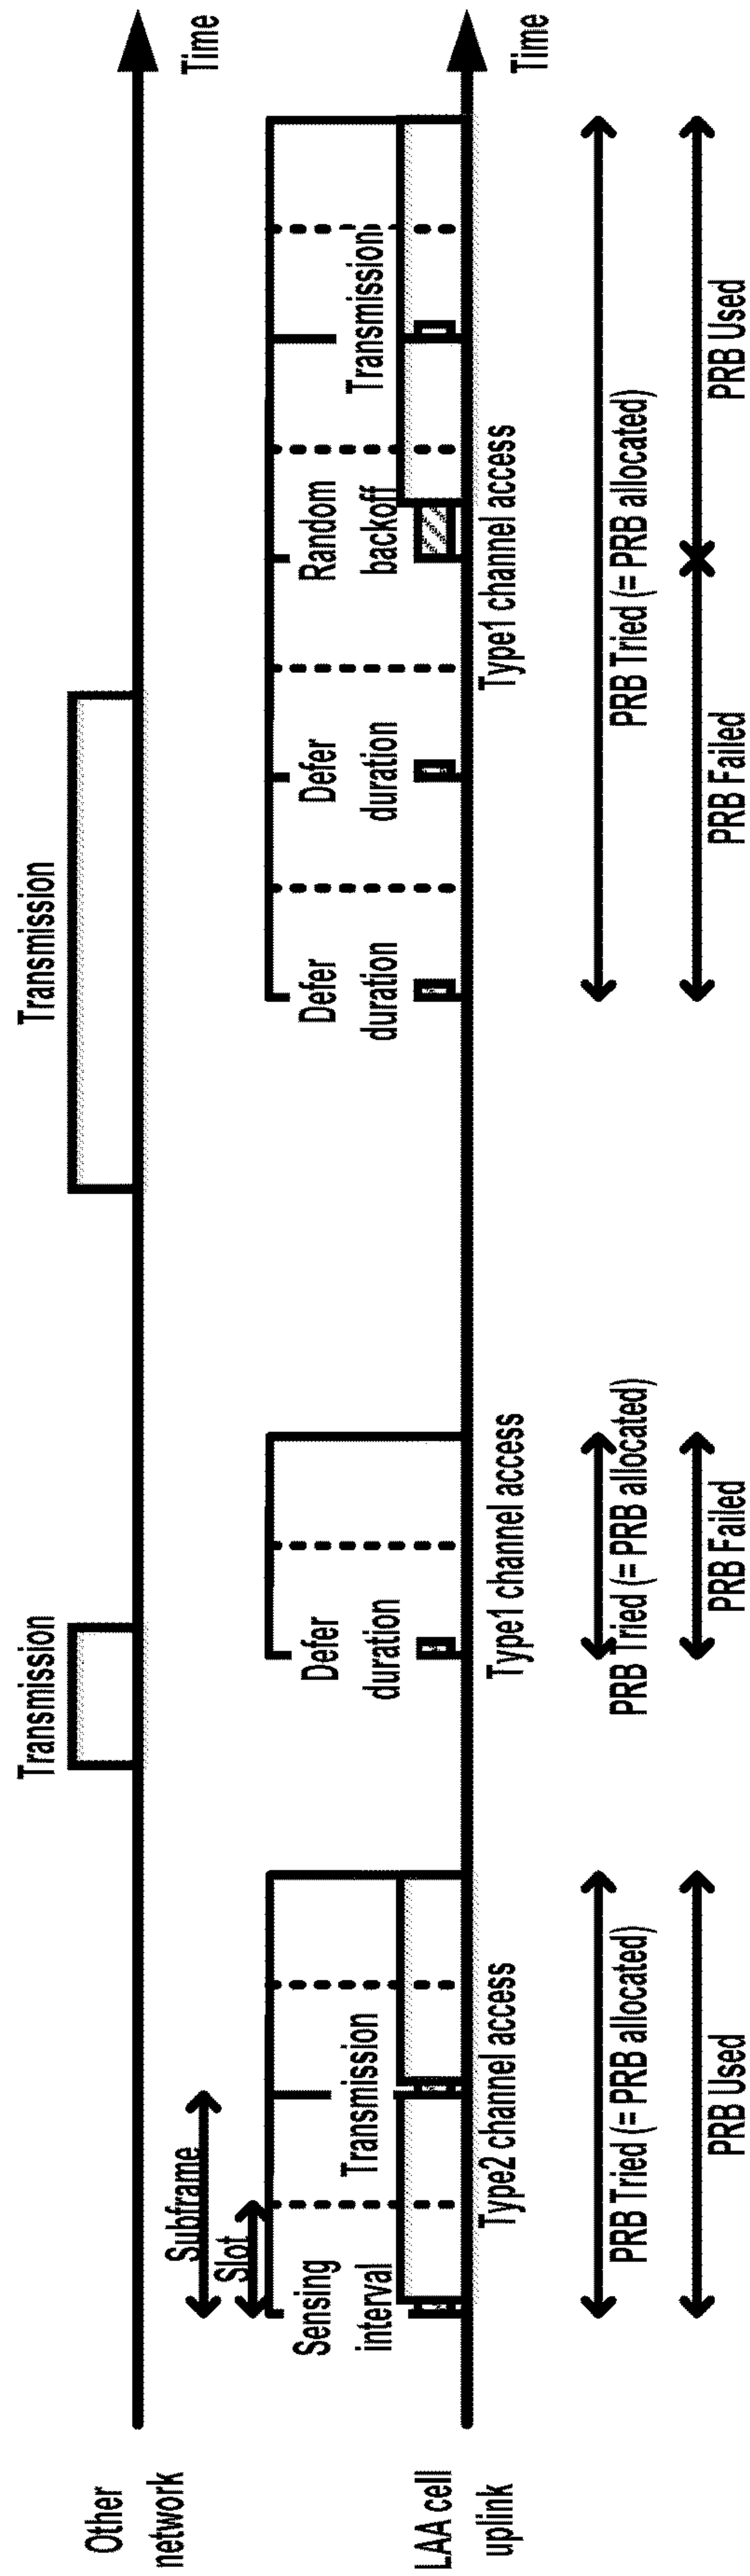 Other
network
Transmission
Transmission
Time
Subframe
Slot
LAA cell
uplink
Sensing
interval
Transmission
Defer
duration
Defer
duration
Defer
duration
Random
backoff
Transmission
Time
Type2 channel access
Type1 channel access
Type1 channel access
PRB Tried (= PRB allocated)
PRB Tried (= PRB allocated)
PRB Tried (= PRB allocated)
PRB Used
PRB Failed
PRB Failed
PRB Used